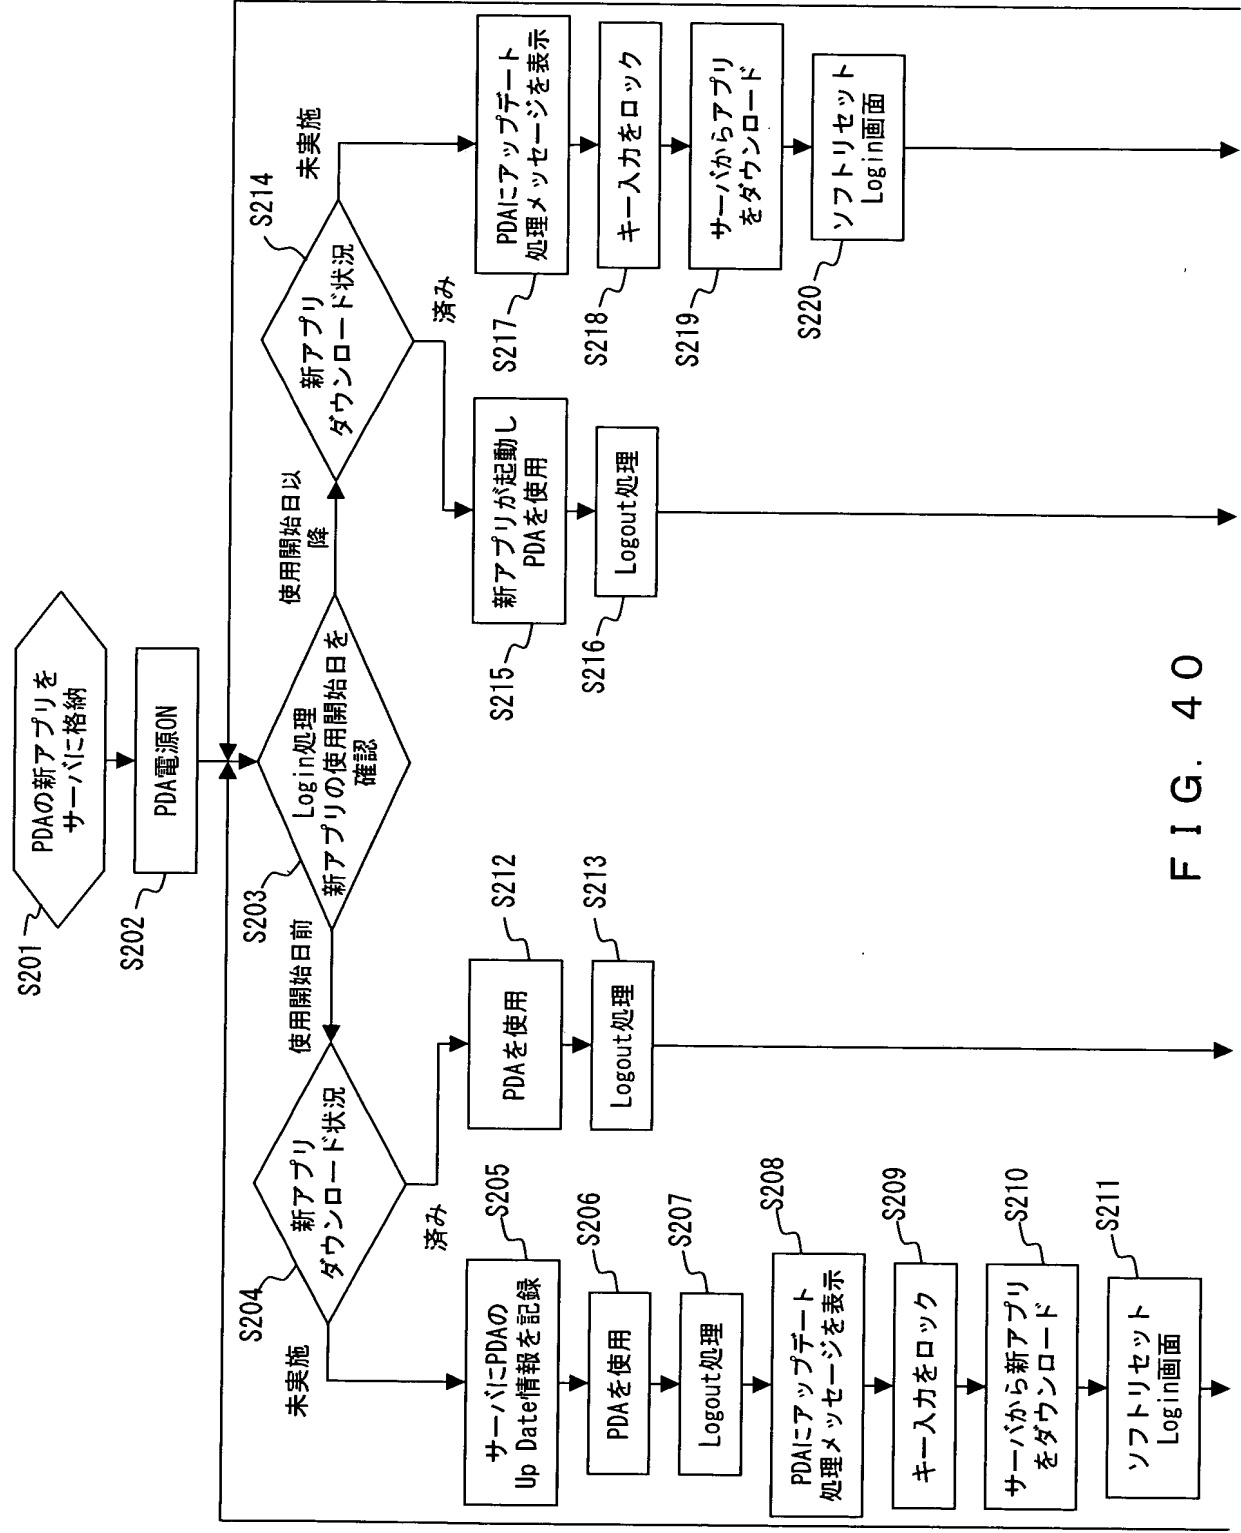 S201
PDAの新アプリを
サーバに格納
S202
PDA電源ON
S203
Login処理
新アプリの使用開始日を
確認
使用開始日前
使用開始日以
降
S204
新アプリ
ダウンロード状況
未実施
済み
S205
サーバにPDAの
Up Date情報を記録
S206
PDAを使用
S207
Logout処理
S208
PDAにアップデート
処理メッセージを表示
S209
キー入力をロック
S210
サーバから新アプリ
をダウンロード
S211
ソフトリセット
Login画面
S212
PDAを使用
S213
Logout処理
S214
新アプリ
ダウンロード状況
未実施
済み
S215
新アプリが起動し
PDAを使用
S216
Logout処理
S217
PDAにアップデート
処理メッセージを表示
S218
キー入力をロック
S219
サーバからアプリ
をダウンロード
S220
ソフトリセット
Login画面
FIG. 40